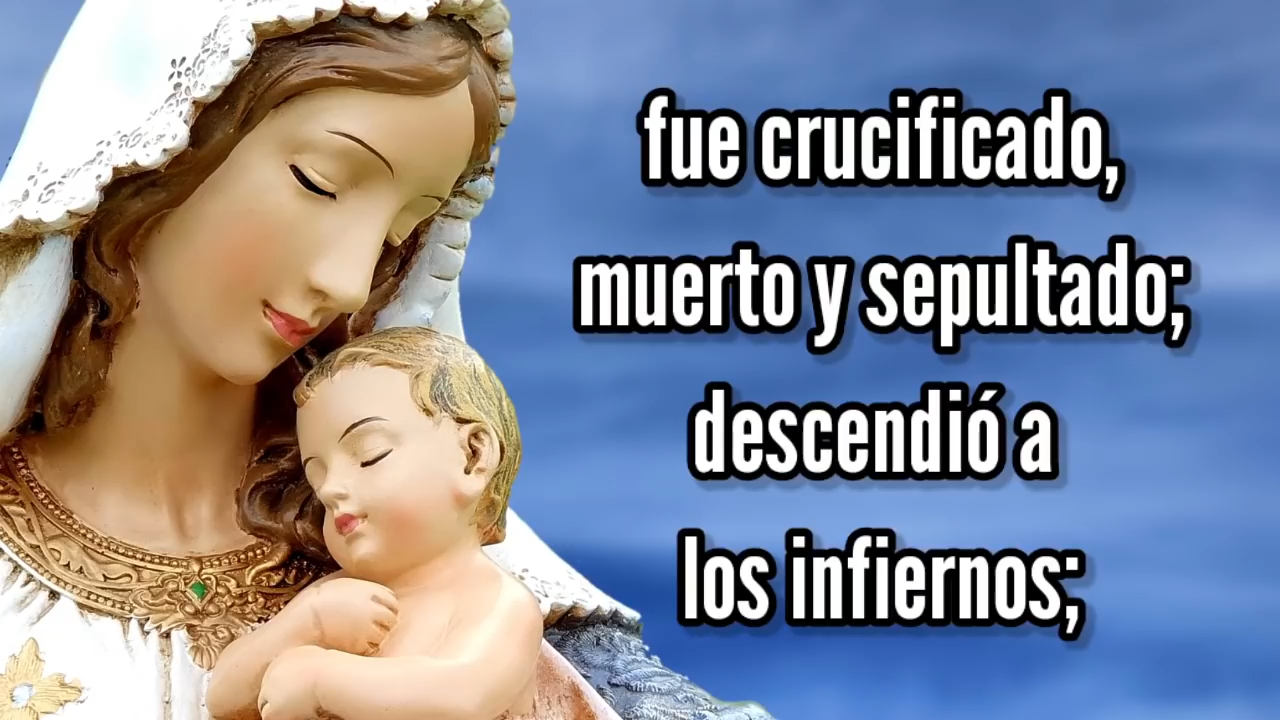 fue crucificado,
muerto y sepultado;
descendió a
los infiernos;